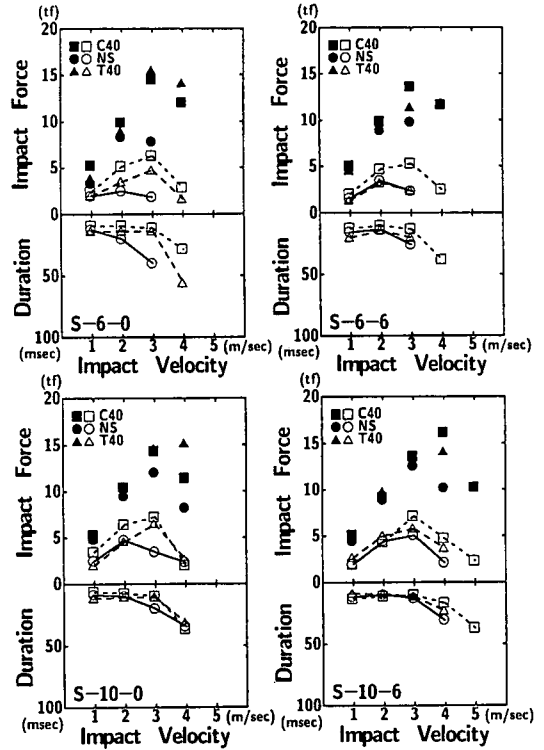 (tf)
20
15
10
5
0
50
100
(msec)
Impact Force
Duration
C40
NS
T40
S-6-0
1 2 3 4 5 (m/sec)
Impact Velocity
(tf)
20
15
10
5
0
50
100
(msec)
Impact Force
Duration
C40
NS
T40
S-6-6
1 2 3 4 5 (m/sec)
Impact Velocity
(tf)
20
15
10
5
0
50
100
(msec)
Impact Force
Duration
C40
NS
T40
S-10-0
1 2 3 4 5 (m/sec)
Impact Velocity
(tf)
20
15
10
5
0
50
100
(msec)
Impact Force
Duration
C40
NS
T40
S-10-6
1 2 3 4 5 (m/sec)
Impact Velocity